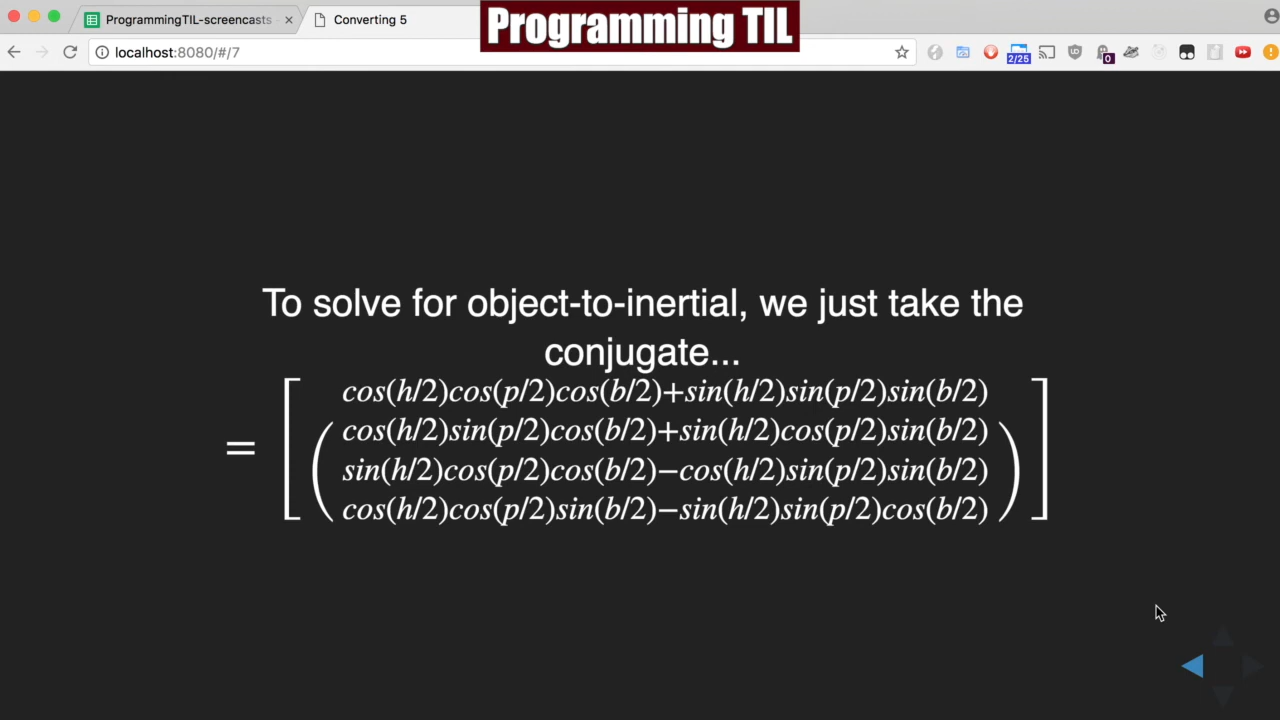 ProgrammingTIL-screencasts
Converting 5
Programming TIL
localhost:8080/#/7
2/25
0
To solve for object-to-inertial, we just take the
conjugate...
cos(h/2)cos(p/2)cos(b/2)+sin(h/2)sin(p/2)sin(b/2)
cos(h/2)sin(p/2)cos(b/2)+sin(h/2)cos(p/2)sin(b/2)
=
sin(h/2)cos(p/2)cos(b/2)−cos(h/2)sin(p/2)sin(b/2)
cos(h/2)cos(p/2)sin(b/2)−sin(h/2)sin(p/2)cos(b/2)